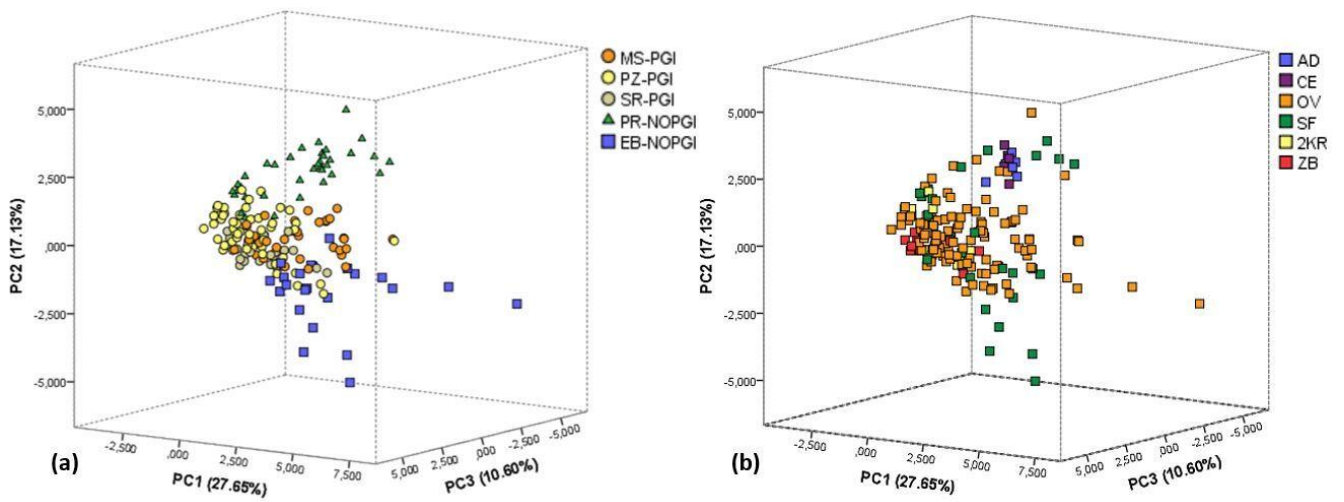 MS-PGI
PZ-PGI
SR-PGI
PR-NOPGI
EB-NOPGI
5,000
2,500
,000
-2,500
-5,000
PC2 (17.13%)
-2,500
,000
2,500
5,000
7,500
PC1 (27.65%)
5,000
2,500
,000
-2,500
-5,000
PC3 (10.60%)
(a)
AD
CE
OV
SF
2KR
ZB
5,000
2,500
,000
-2,500
-5,000
PC2 (17.13%)
-2,500
,000
2,500
5,000
7,500
PC1 (27.65%)
5,000
2,500
,000
-2,500
-5,000
PC3 (10.60%)
(b)